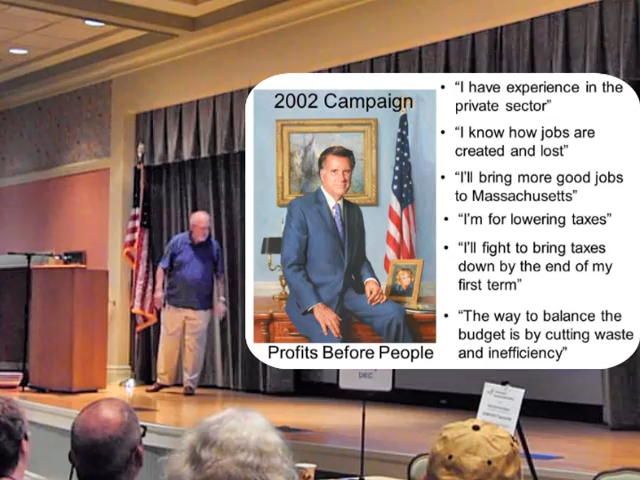 2002 Campaign
Profits Before People
• “I have experience in the
private sector”
• “I know how jobs are
created and lost”
• “I’ll bring more good jobs
to Massachusetts”
• “I’m for lowering taxes”
• “I’ll fight to bring taxes
down by the end of my
first term”
• “The way to balance the
budget is by cutting waste
and inefficiency”
DEC